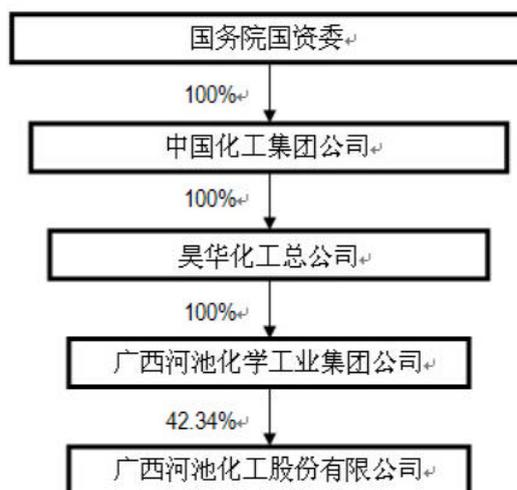 国务院国资委
100%
中国化工集团公司
100%
昊华化工总公司
100%
广西河池化学工业集团公司
42.34%
广西河池化工股份有限公司